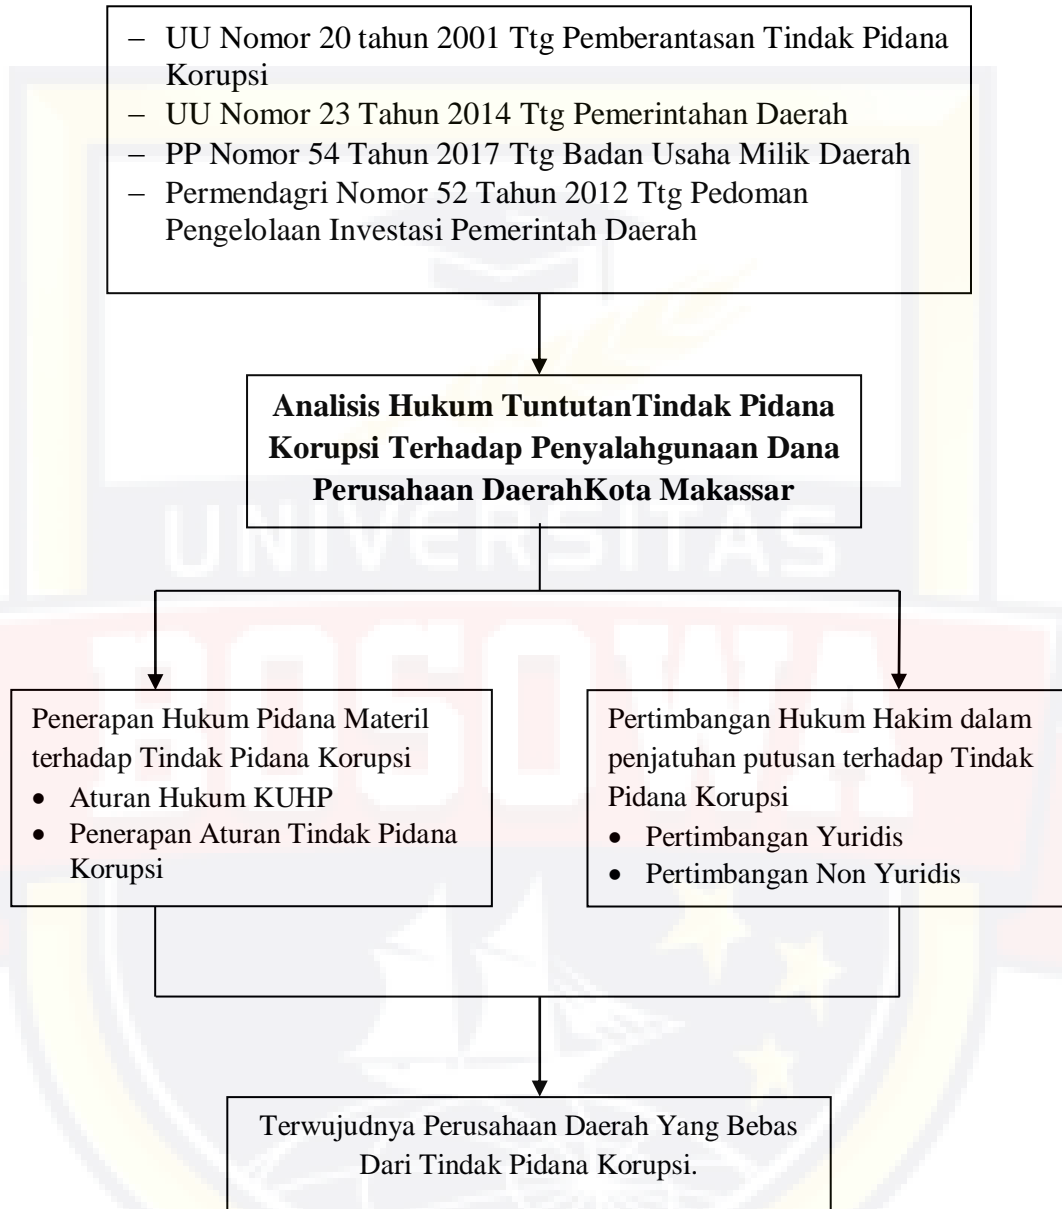 – UU Nomor 20 tahun 2001 Ttg Pemberantasan Tindak Pidana
Korupsi
– UU Nomor 23 Tahun 2014 Ttg Pemerintahan Daerah
– PP Nomor 54 Tahun 2017 Ttg Badan Usaha Milik Daerah
– Permendagri Nomor 52 Tahun 2012 Ttg Pedoman
Pengelolaan Investasi Pemerintah Daerah
Analisis Hukum TuntutanTindak Pidana
Korupsi Terhadap Penyalahgunaan Dana
Perusahaan DaerahKota Makassar
UNIVERSITAS
BOSOWA
Penerapan Hukum Pidana Materil
terhadap Tindak Pidana Korupsi
• Aturan Hukum KUHP
• Penerapan Aturan Tindak Pidana
Korupsi
Pertimbangan Hukum Hakim dalam
penjatuhan putusan terhadap Tindak
Pidana Korupsi
• Pertimbangan Yuridis
• Pertimbangan Non Yuridis
Terwujudnya Perusahaan Daerah Yang Bebas
Dari Tindak Pidana Korupsi.